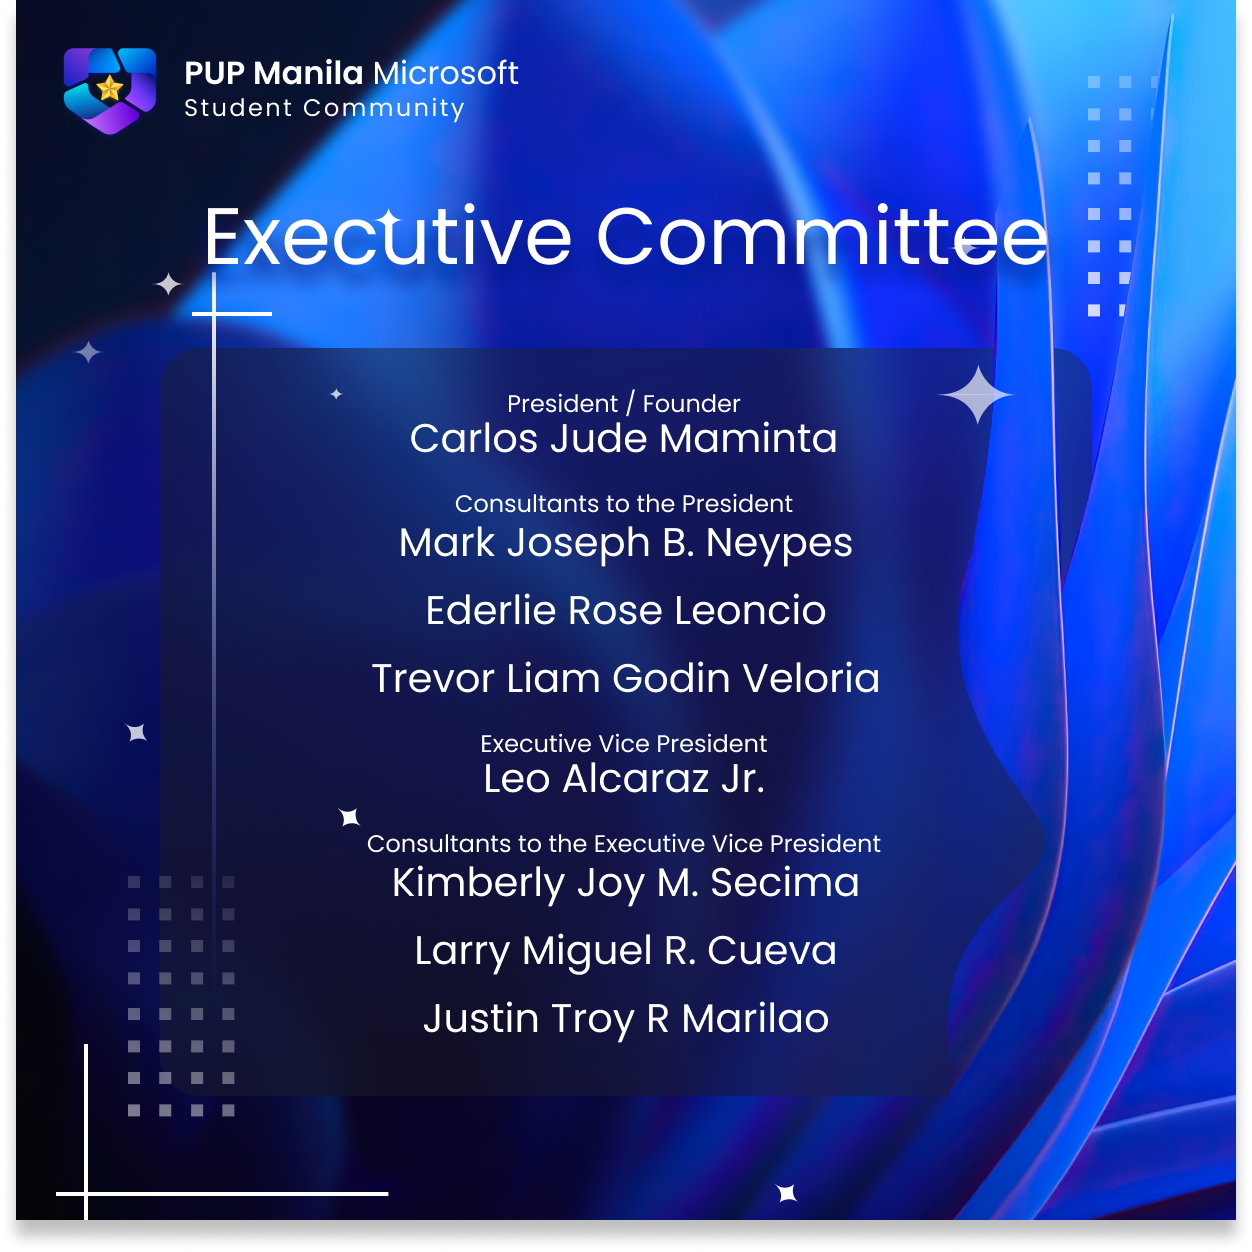 PUP Manila Microsoft
Student Community
Executive Committee
President / Founder
Carlos Jude Maminta
Consultants to the President
Mark Joseph B. Neypes
Ederlie Rose Leoncio
Trevor Liam Godin Veloria
Executive Vice President
Leo Alcaraz Jr.
Consultants to the Executive Vice President
Kimberly Joy M. Secima
Larry Miguel R. Cueva
Justin Troy R Marilao